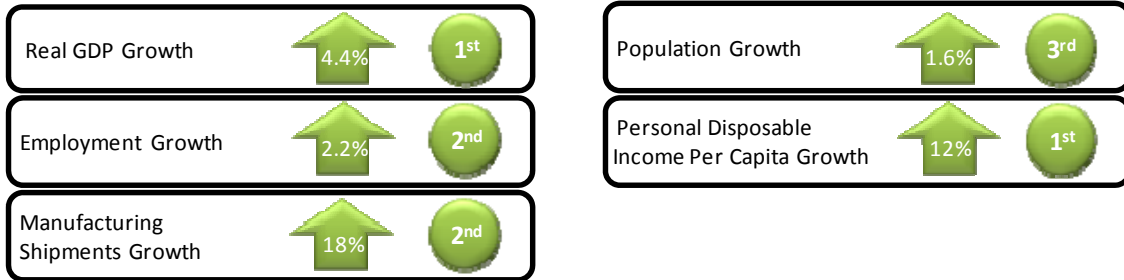 Real GDP Growth 4.4% 1st
Employment Growth 2.2% 2nd
Manufacturing
Shipments Growth 18% 2nd
Population Growth 1.6% 3rd
Personal Disposable
Income Per Capita Growth 12% 1st